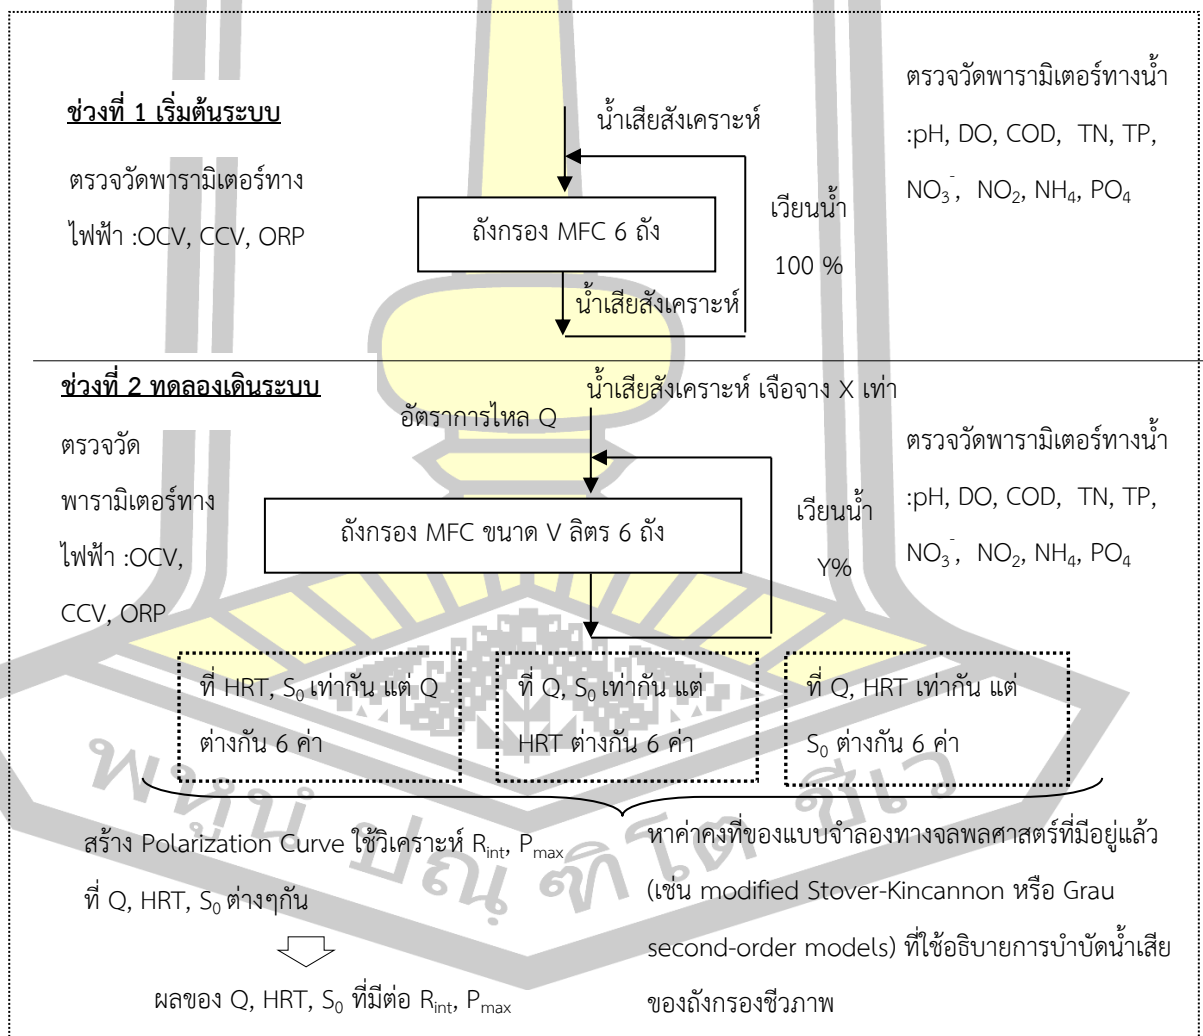 ช่วงที่ 1 เริ่มต้นระบบ
ตรวจวัดพารามิเตอร์ทาง
ไฟฟ้า :OCV, CCV, ORP
น้ำเสียสังเคราะห์
ถังกรอง MFC 6 ถัง
น้ำเสียสังเคราะห์
เวียนน้ำ
100 %
ตรวจวัดพารามิเตอร์ทางน้ำ
:pH, DO, COD, TN, TP,
NO₃⁻, NO₂, NH₄, PO₄
ช่วงที่ 2 ทดลองเดินระบบ
ตรวจวัด
พารามิเตอร์ทาง
ไฟฟ้า :OCV,
CCV, ORP
น้ำเสียสังเคราะห์ เจือจาง X เท่า
อัตราการไหล Q
ถังกรอง MFC ขนาด V ลิตร 6 ถัง
เวียนน้ำ
Y%
ตรวจวัดพารามิเตอร์ทางน้ำ
:pH, DO, COD, TN, TP,
NO₃⁻, NO₂, NH₄, PO₄
ที่ HRT, S₀ เท่ากัน แต่ Q
ต่างกัน 6 ค่า
ที่ Q, S₀ เท่ากัน แต่
HRT ต่างกัน 6 ค่า
ที่ Q, HRT เท่ากัน แต่
S₀ ต่างกัน 6 ค่า
พหุนํ ปณฺฑิโต ชีเว
สร้าง Polarization Curve ใช้วิเคราะห์ Rᵢₙₜ, Pₘₐₓ
ที่ Q, HRT, S₀ ต่างๆกัน
ผลของ Q, HRT, S₀ ที่มีต่อ Rᵢₙₜ, Pₘₐₓ
หาค่าคงที่ของแบบจำลองทางจลพลศาสตร์ที่มีอยู่แล้ว
(เช่น modified Stover-Kincannon หรือ Grau
second-order models) ที่ใช้อธิบายการบำบัดน้ำเสีย
ของถังกรองชีวภาพ